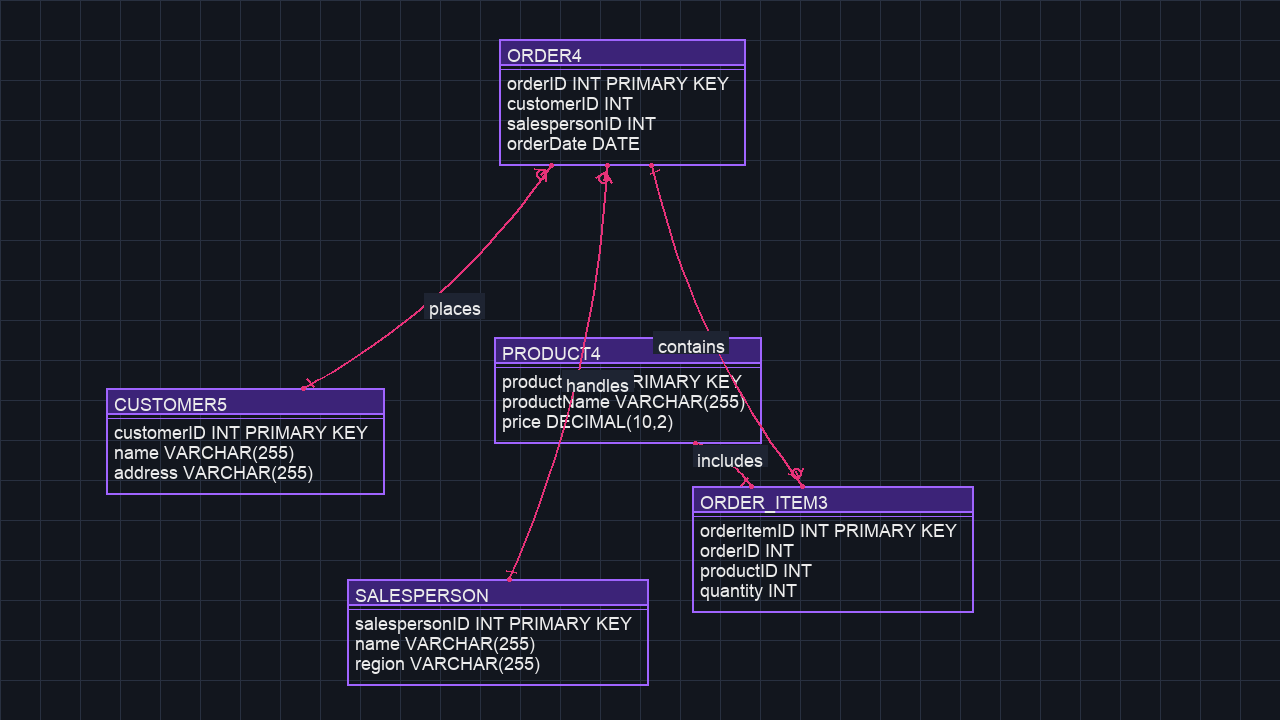 ORDER4
orderID INT PRIMARY KEY
customerID INT
salespersonID INT
orderDate DATE
places
contains
PRODUCT4
product RIMARY KEY
handles
productName VARCHAR(255)
price DECIMAL(10,2)
CUSTOMER5
customerID INT PRIMARY KEY
name VARCHAR(255)
address VARCHAR(255)
includes
ORDER_ITEM3
orderItemID INT PRIMARY KEY
orderID INT
productID INT
quantity INT
SALESPERSON
salespersonID INT PRIMARY KEY
name VARCHAR(255)
region VARCHAR(255)